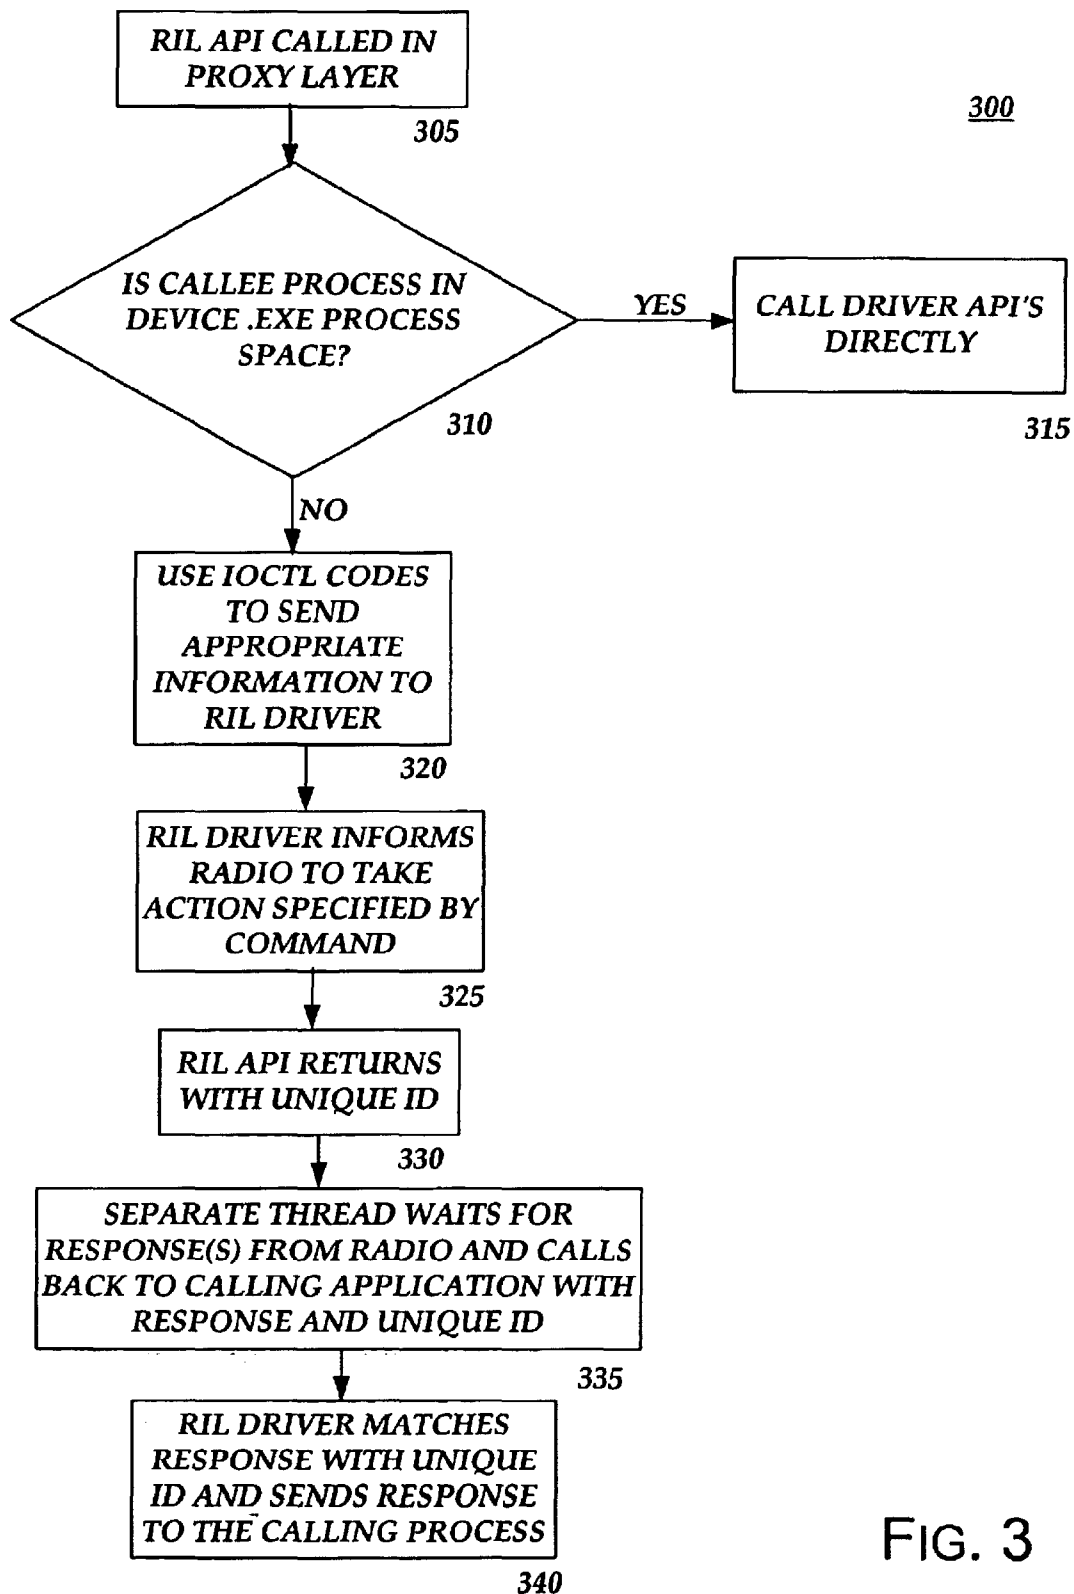 RIL API CALLED IN
PROXY LAYER
305
300
IS CALLEE PROCESS IN
DEVICE .EXE PROCESS
SPACE?
310
YES
CALL DRIVER API'S
DIRECTLY
315
NO
USE IOCTL CODES
TO SEND
APPROPRIATE
INFORMATION TO
RIL DRIVER
320
RIL DRIVER INFORMS
RADIO TO TAKE
ACTION SPECIFIED BY
COMMAND
325
RIL API RETURNS
WITH UNIQUE ID
330
SEPARATE THREAD WAITS FOR
RESPONSE(S) FROM RADIO AND CALLS
BACK TO CALLING APPLICATION WITH
RESPONSE AND UNIQUE ID
335
RIL DRIVER MATCHES
RESPONSE WITH UNIQUE
ID AND SENDS RESPONSE
TO THE CALLING PROCESS
340
FIG. 3